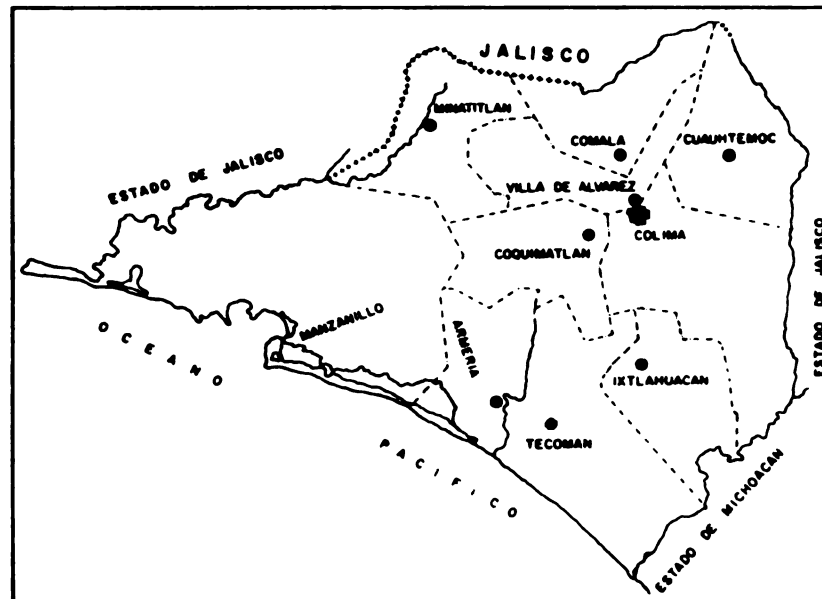 JALISCO
MINATITLAN
COMALA
CUAUHTEMOC
ESTADO DE JALISCO
VILLA DE ALVAREZ
COLIMA
COQUIMATLAN
ESTADO DE JALISCO
OCEANO
MANZANILLO
ARMERIA
IXTLAHUACAN
TECOMAN
PACIFICO
ESTADO DE MICHOACAN